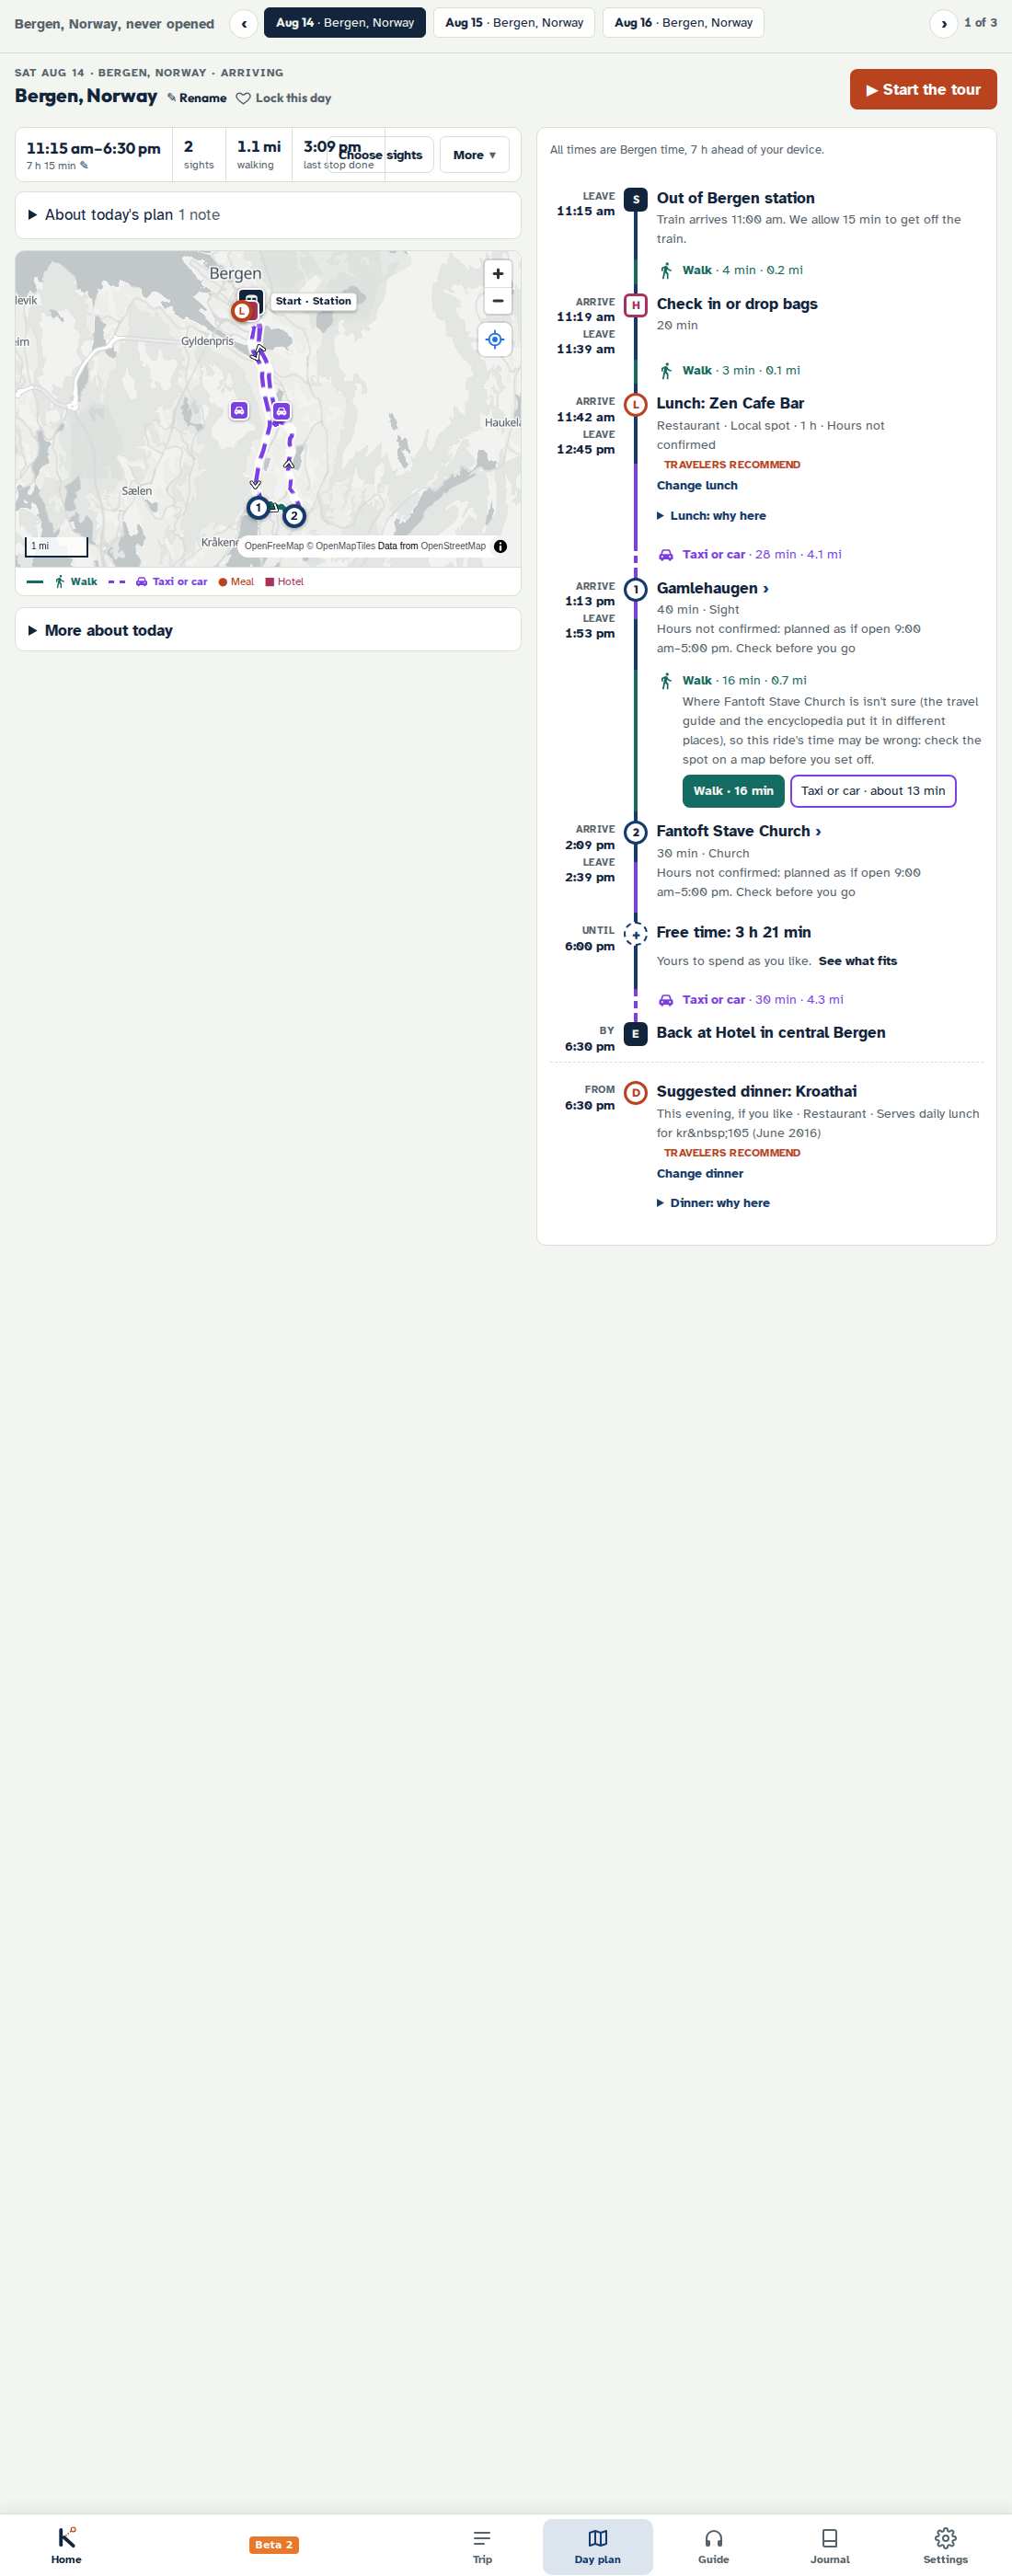 Bergen, Norway, never opened
‹
Aug 14 · Bergen, Norway
Aug 15 · Bergen, Norway
Aug 16 · Bergen, Norway
›
1 of 3
SAT AUG 14 · BERGEN, NORWAY · ARRIVING
Bergen, Norway ✎ Rename Lock this day
▶ Start the tour
11:15 am–6:30 pm
7 h 15 min ✎
2
sights
1.1 mi
walking
3:09 pm
last stop done
Choose sights
More ▾
▶ About today's plan 1 note
Bergen
levik
Start · Station
L
Gyldenpris
Haukela
Sælen
1
2
Kråkene
1 mi
+
−
OpenFreeMap © OpenMapTiles Data from OpenStreetMap
Walk Taxi or car Meal Hotel
▶ More about today
All times are Bergen time, 7 h ahead of your device.
LEAVE
11:15 am
S
Out of Bergen station
Train arrives 11:00 am. We allow 15 min to get off the
train.
Walk · 4 min · 0.2 mi
ARRIVE
11:19 am
LEAVE
11:39 am
H
Check in or drop bags
20 min
Walk · 3 min · 0.1 mi
ARRIVE
11:42 am
LEAVE
12:45 pm
L
Lunch: Zen Cafe Bar
Restaurant · Local spot · 1 h · Hours not
confirmed
TRAVELERS RECOMMEND
Change lunch
▶ Lunch: why here
Taxi or car · 28 min · 4.1 mi
ARRIVE
1:13 pm
LEAVE
1:53 pm
1
Gamlehaugen ›
40 min · Sight
Hours not confirmed: planned as if open 9:00
am–5:00 pm. Check before you go
Walk · 16 min · 0.7 mi
Where Fantoft Stave Church is isn't sure (the travel
guide and the encyclopedia put it in different
places), so this ride's time may be wrong: check the
spot on a map before you set off.
Walk · 16 min
Taxi or car · about 13 min
ARRIVE
2:09 pm
LEAVE
2:39 pm
2
Fantoft Stave Church ›
30 min · Church
Hours not confirmed: planned as if open 9:00
am–5:00 pm. Check before you go
UNTIL
6:00 pm
+
Free time: 3 h 21 min
Yours to spend as you like. See what fits
Taxi or car · 30 min · 4.3 mi
BY
6:30 pm
E
Back at Hotel in central Bergen
FROM
6:30 pm
D
Suggested dinner: Kroathai
This evening, if you like · Restaurant · Serves daily lunch
for kr&nbsp;105 (June 2016)
TRAVELERS RECOMMEND
Change dinner
▶ Dinner: why here
Home
Beta 2
Trip
Day plan
Guide
Journal
Settings